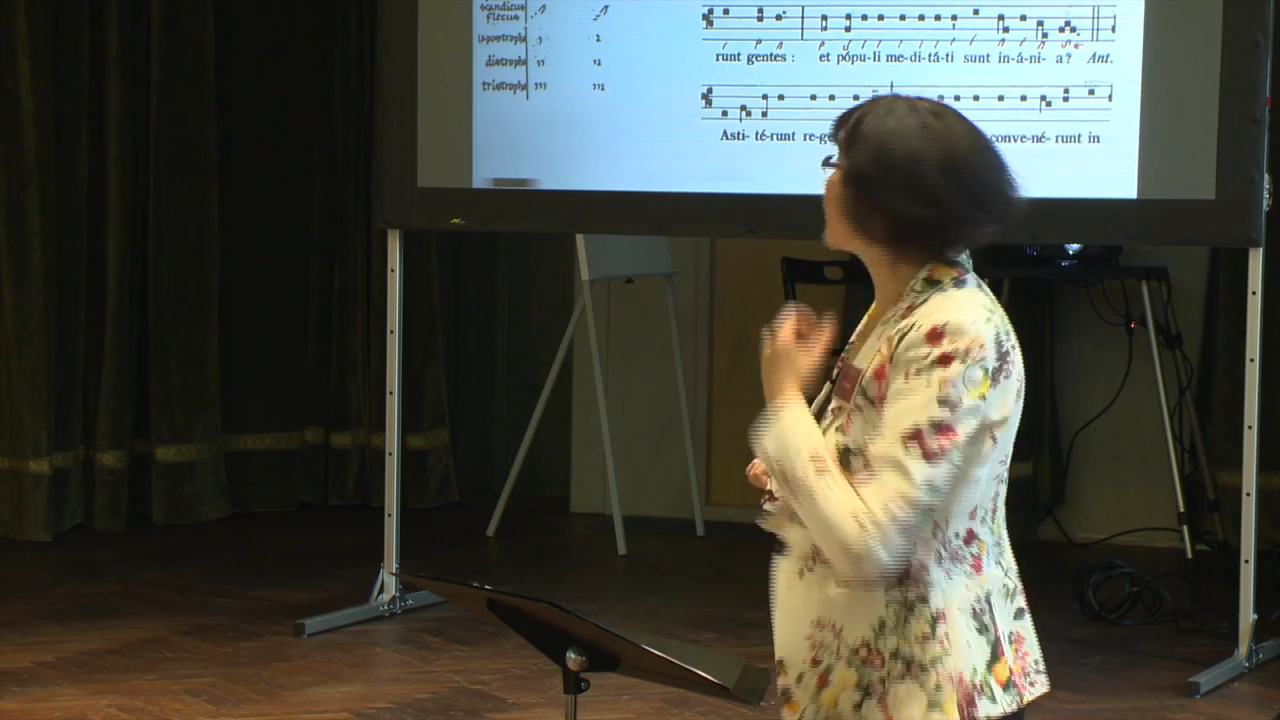 scandicus
flexus
apostropha
distropha
tristropha
runt gentes : et pópu-li me-di-tá-ti sunt in-á-ni- a? Ant.
Asti-té-runt re-ge conve-né-runt in